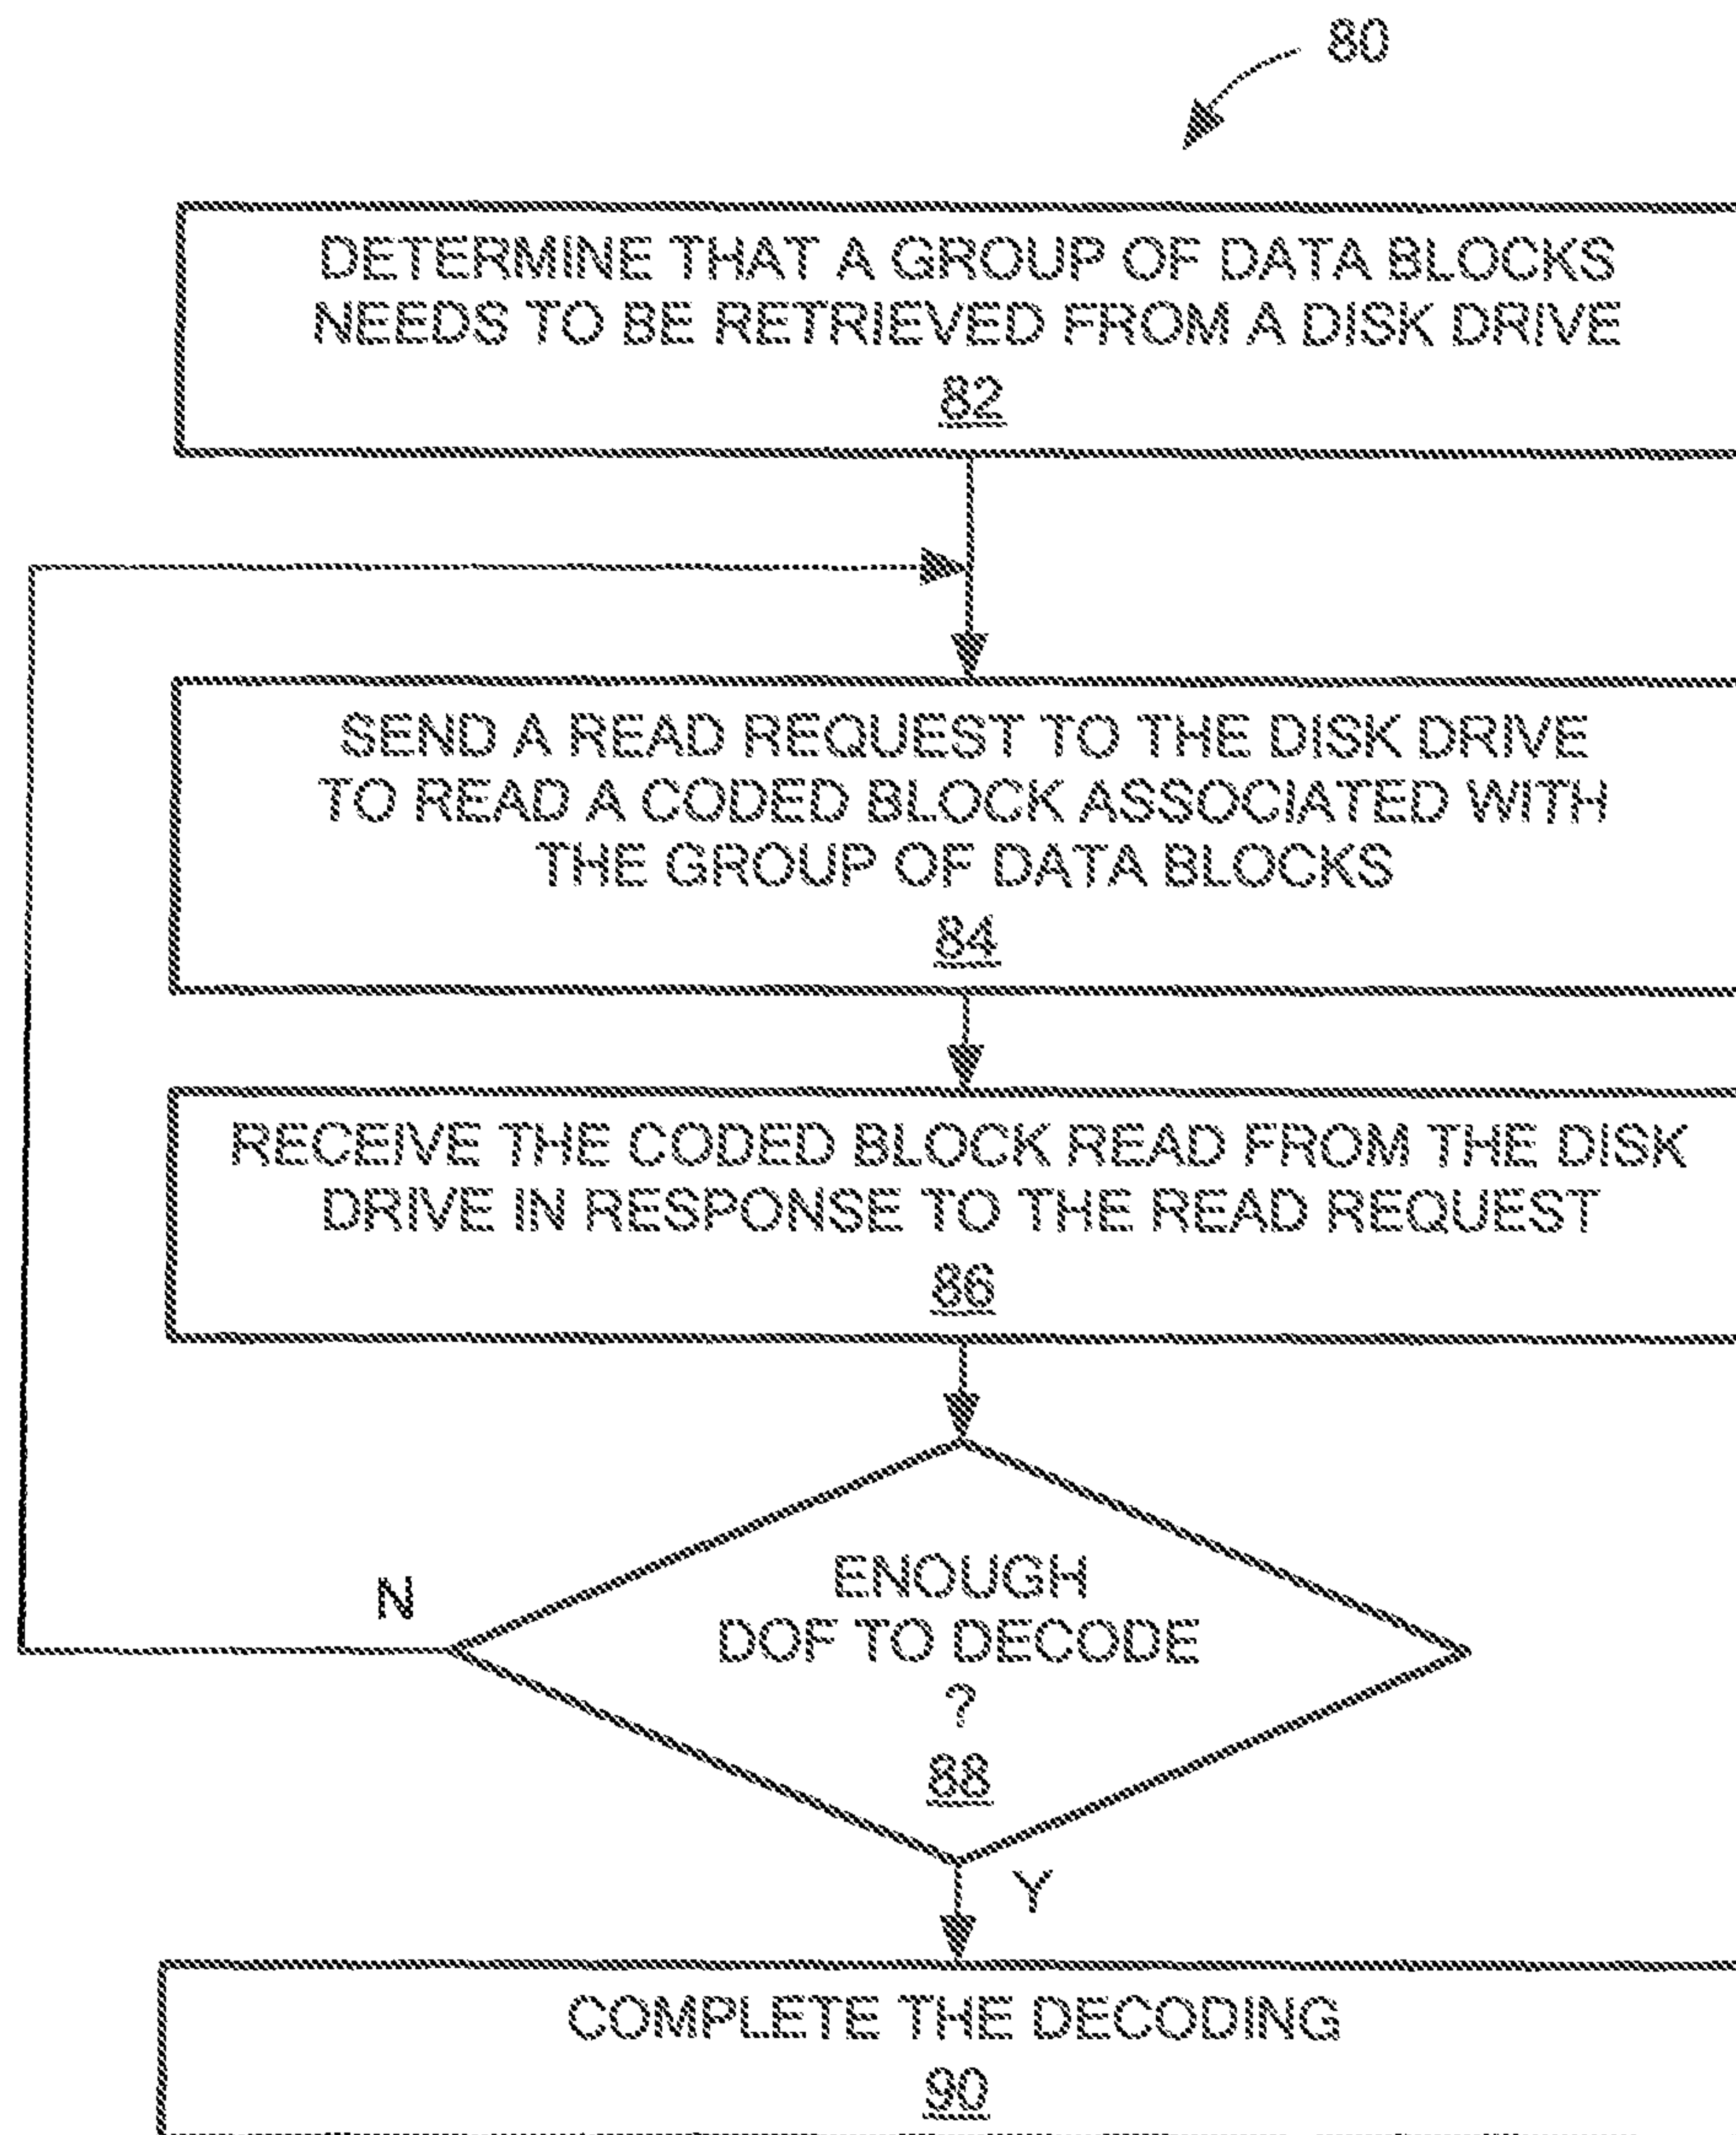 80
DETERMINE THAT A GROUP OF DATA BLOCKS
NEEDS TO BE RETRIEVED FROM A DISK DRIVE
82
SEND A READ REQUEST TO THE DISK DRIVE
TO READ A CODED BLOCK ASSOCIATED WITH
THE GROUP OF DATA BLOCKS
84
RECEIVE THE CODED BLOCK READ FROM THE DISK
DRIVE IN RESPONSE TO THE READ REQUEST
86
ENOUGH
DOF TO DECODE
?
88
N
Y
COMPLETE THE DECODING
90